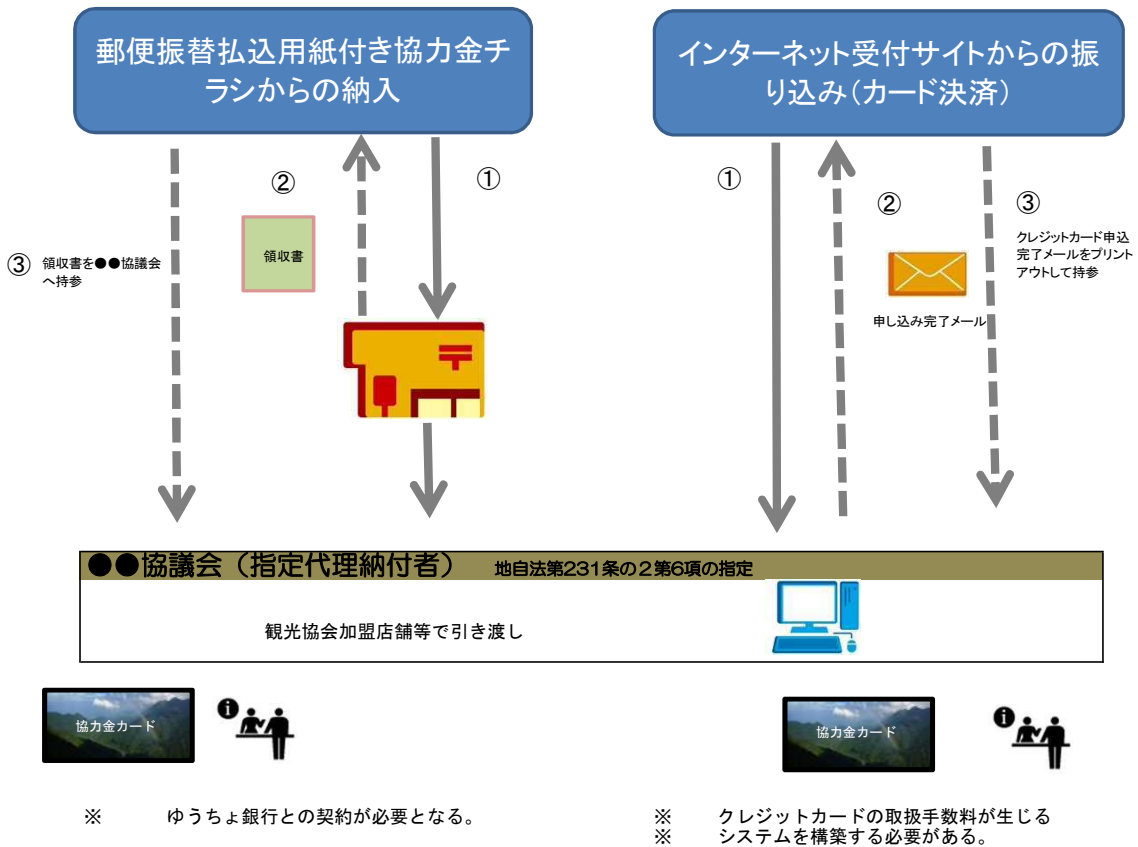 郵便振替払込用紙付き協力金チ
ラシからの納入
インターネット受付サイトからの振
り込み(カード決済)
②
①
③ 領収書を●●協議会
へ持参
領収書
①
②
③
クレジットカード申込
完了メールをプリント
アウトして持参
申し込み完了メール
●●協議会(指定代理納付者) 地自法第231条の2第6項の指定
観光協会加盟店舗等で引き渡し
協力金カード
協力金カード
※ ゆうちょ銀行との契約が必要となる。
※ クレジットカードの取扱手数料が生じる
※ システムを構築する必要がある。